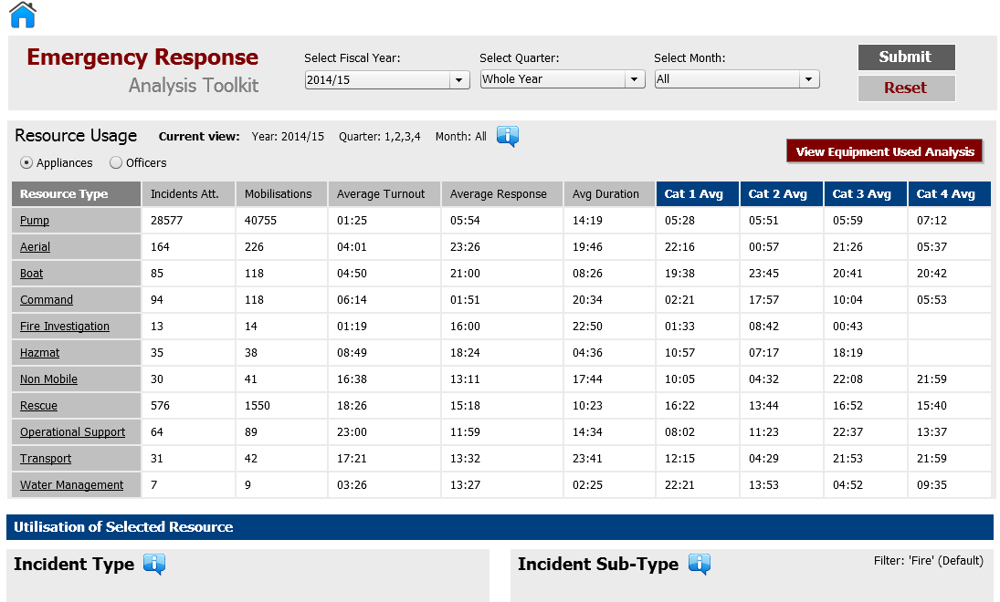 Emergency Response
Analysis Toolkit
Select Fiscal Year: Select Quarter: Select Month:
2014/15 Whole Year All
Submit
Reset
Resource Usage Current view: Year: 2014/15 Quarter: 1,2,3,4 Month: All
Appliances Officers
View Equipment Used Analysis
Resource Type Incidents Att. Mobilisations Average Turnout Average Response Avg Duration Cat 1 Avg Cat 2 Avg Cat 3 Avg Cat 4 Avg
Pump 28577 40755 01:25 05:54 14:19 05:28 05:51 05:59 07:12
Aerial 164 226 04:01 23:26 19:46 22:16 00:57 21:26 05:37
Boat 85 118 04:50 21:00 08:26 19:38 23:45 20:41 20:42
Command 94 118 06:14 01:51 20:34 02:21 17:57 10:04 05:53
Fire Investigation 13 14 01:19 16:00 22:50 01:33 08:42 00:43
Hazmat 35 38 08:49 18:24 04:36 10:57 07:17 18:19
Non Mobile 30 41 16:38 13:11 17:44 10:05 04:32 22:08 21:59
Rescue 576 1550 18:26 15:18 10:23 16:22 13:44 16:52 15:40
Operational Support 64 89 23:00 11:59 14:34 08:02 11:23 22:37 13:37
Transport 31 42 17:21 13:32 23:41 12:15 04:29 21:53 21:59
Water Management 7 9 03:26 13:27 02:25 22:21 13:53 04:52 09:35
Utilisation of Selected Resource
Incident Type
Incident Sub-Type Filter: 'Fire' (Default)